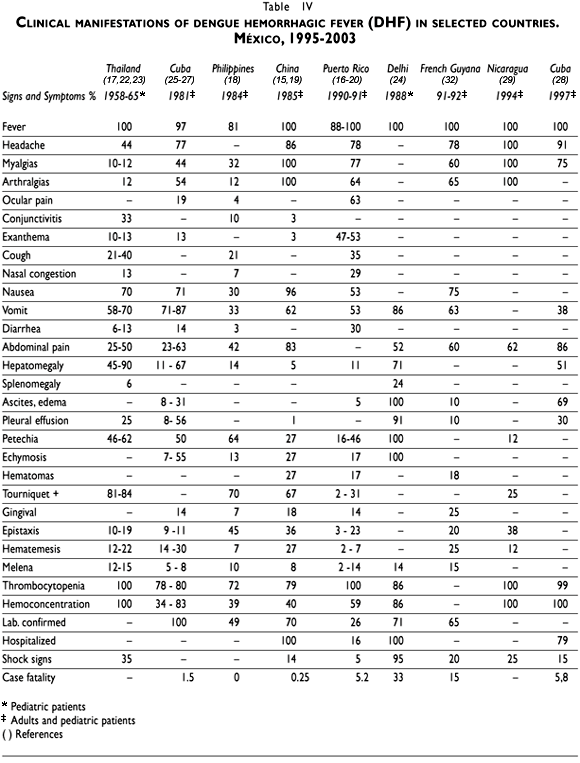 Table IV
CLINICAL MANIFESTATIONS OF DENGUE HEMORRHAGIC FEVER (DHF) IN SELECTED COUNTRIES.
MÉXICO, 1995-2003
Thailand Cuba Philippines China Puerto Rico Delhi French Guyana Nicaragua Cuba
(17,22,23) (25-27) (18) (15,19) (16-20) (24) (32) (29) (28)
Signs and Symptoms % 1958-65* 1981‡ 1984‡ 1985‡ 1990-91‡ 1988* 91-92‡ 1994‡ 1997‡
Fever 100 97 81 100 88-100 100 100 100 100
Headache 44 77 – 86 78 – 78 100 91
Myalgias 10-12 44 32 100 77 – 60 100 75
Arthralgias 12 54 12 100 64 – 65 100 –
Ocular pain – 19 4 – 63 – – – –
Conjunctivitis 33 – 10 3 – – – – –
Exanthema 10-13 13 – 3 47-53 – – – –
Cough 21-40 – 21 – 35 – – – –
Nasal congestion 13 – 7 – 29 – – – –
Nausea 70 71 30 96 53 – 75 – –
Vomit 58-70 71-87 33 62 53 86 63 – 38
Diarrhea 6-13 14 3 – 30 – – – –
Abdominal pain 25-50 23-63 42 83 – 52 60 62 86
Hepatomegaly 45-90 11 - 67 14 5 11 71 – – 51
Splenomegaly 6 – – – – 24 – – –
Ascites, edema – 8 - 31 – – 5 100 10 – 69
Pleural effusion 25 8- 56 – 1 – 91 10 – 30
Petechia 46-62 50 64 27 16-46 100 – 12 –
Echymosis – 7- 55 13 27 17 100 – – –
Hematomas – – – 27 17 – 18 – –
Tourniquet + 81-84 – 70 67 2 - 31 – – 25 –
Gingival – 14 7 18 14 – 25 – –
Epistaxis 10-19 9 -11 45 36 3 - 23 – 20 38 –
Hematemesis 12-22 14 -30 7 27 2 - 7 – 25 12 –
Melena 12-15 5 - 8 10 8 2 -14 14 15 – –
Thrombocytopenia 100 78 - 80 72 79 100 86 – 100 99
Hemoconcentration 100 34 - 83 39 40 59 86 – 100 100
Lab. confirmed – 100 49 70 26 71 65 – –
Hospitalized – – – 100 16 100 – – 79
Shock signs 35 – – 14 5 95 20 25 15
Case fatality – 1.5 0 0.25 5.2 33 15 – 5,8
* Pediatric patients
‡ Adults and pediatric patients
( ) References